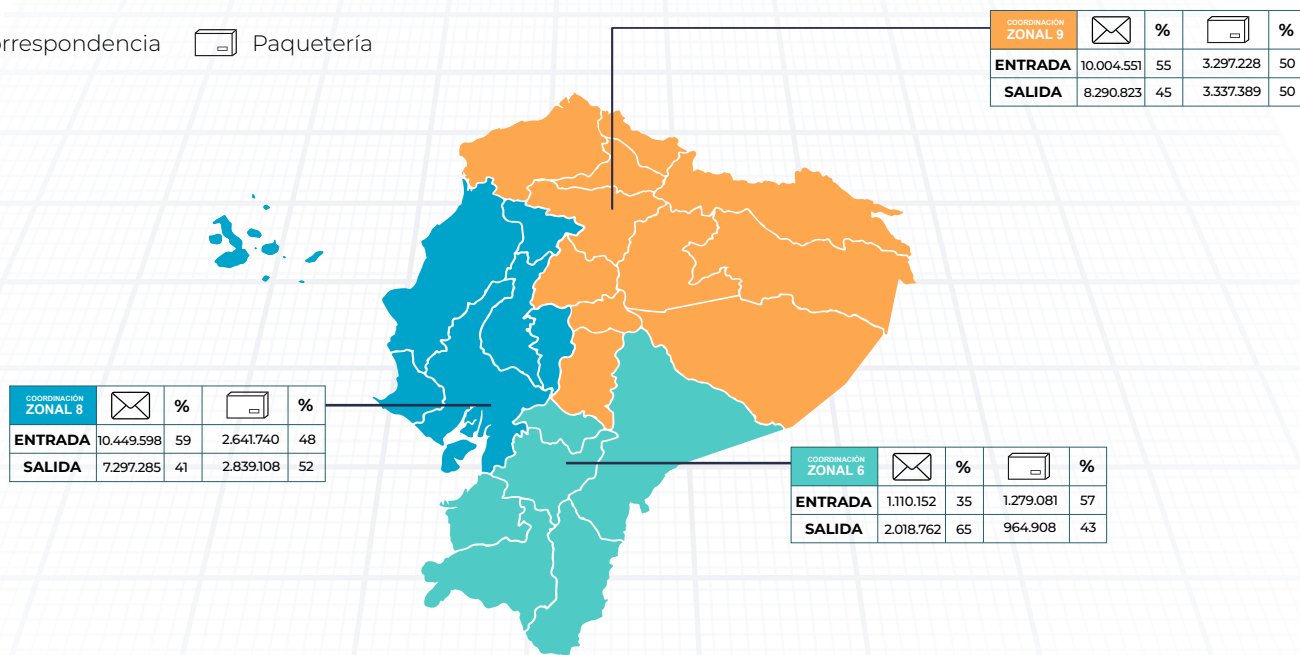 orrespondencia Paquetería
COORDINACIÓN
ZONAL 9 % %
ENTRADA 10.004.551 55 3.297.228 50
SALIDA 8.290.823 45 3.337.389 50
COORDINACIÓN
ZONAL 8 % %
ENTRADA 10.449.598 59 2.641.740 48
SALIDA 7.297.285 41 2.839.108 52
COORDINACIÓN
ZONAL 6 % %
ENTRADA 1.110.152 35 1.279.081 57
SALIDA 2.018.762 65 964.908 43